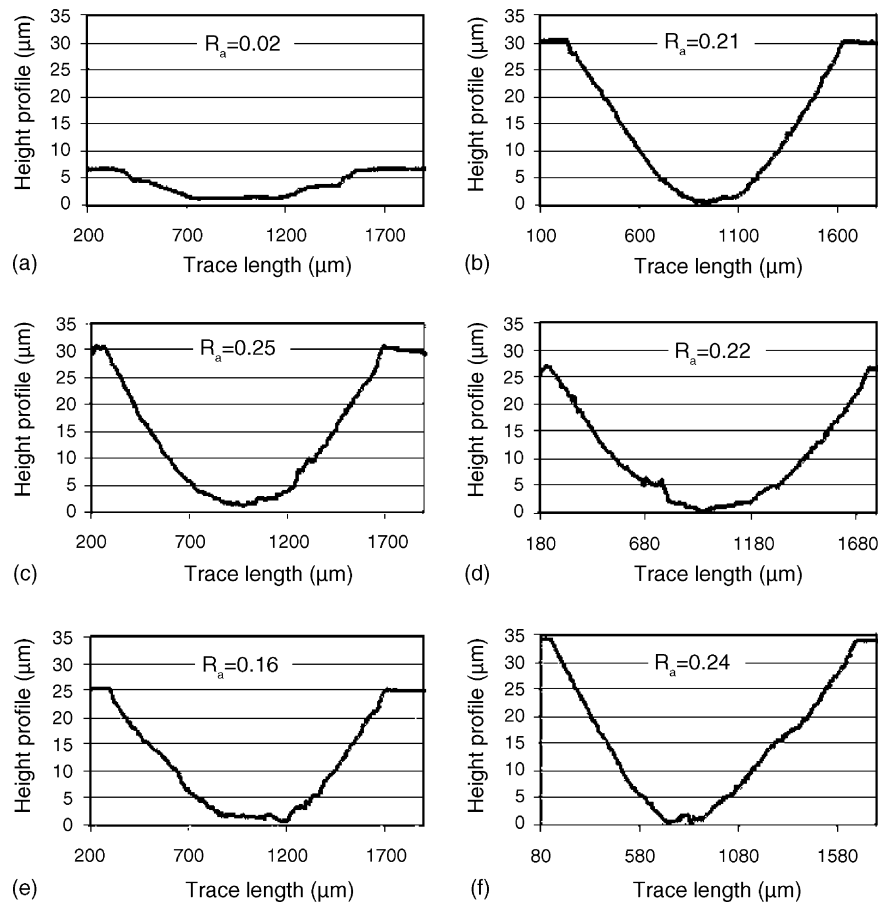 35
30
25
20
15
10
5
0
Height profile (µm)
Ra=0.02
200 700 1200 1700
(a) Trace length (µm)
35
30
25
20
15
10
5
0
Height profile (µm)
Ra=0.21
100 600 1100 1600
(b) Trace length (µm)
35
30
25
20
15
10
5
0
Height profile (µm)
Ra=0.25
200 700 1200 1700
(c) Trace length (µm)
35
30
25
20
15
10
5
0
Height profile (µm)
Ra=0.22
180 680 1180 1680
(d) Trace length (µm)
35
30
25
20
15
10
5
0
Height profile (µm)
Ra=0.16
200 700 1200 1700
(e) Trace length (µm)
35
30
25
20
15
10
5
0
Height profile (µm)
Ra=0.24
80 580 1080 1580
(f) Trace length (µm)